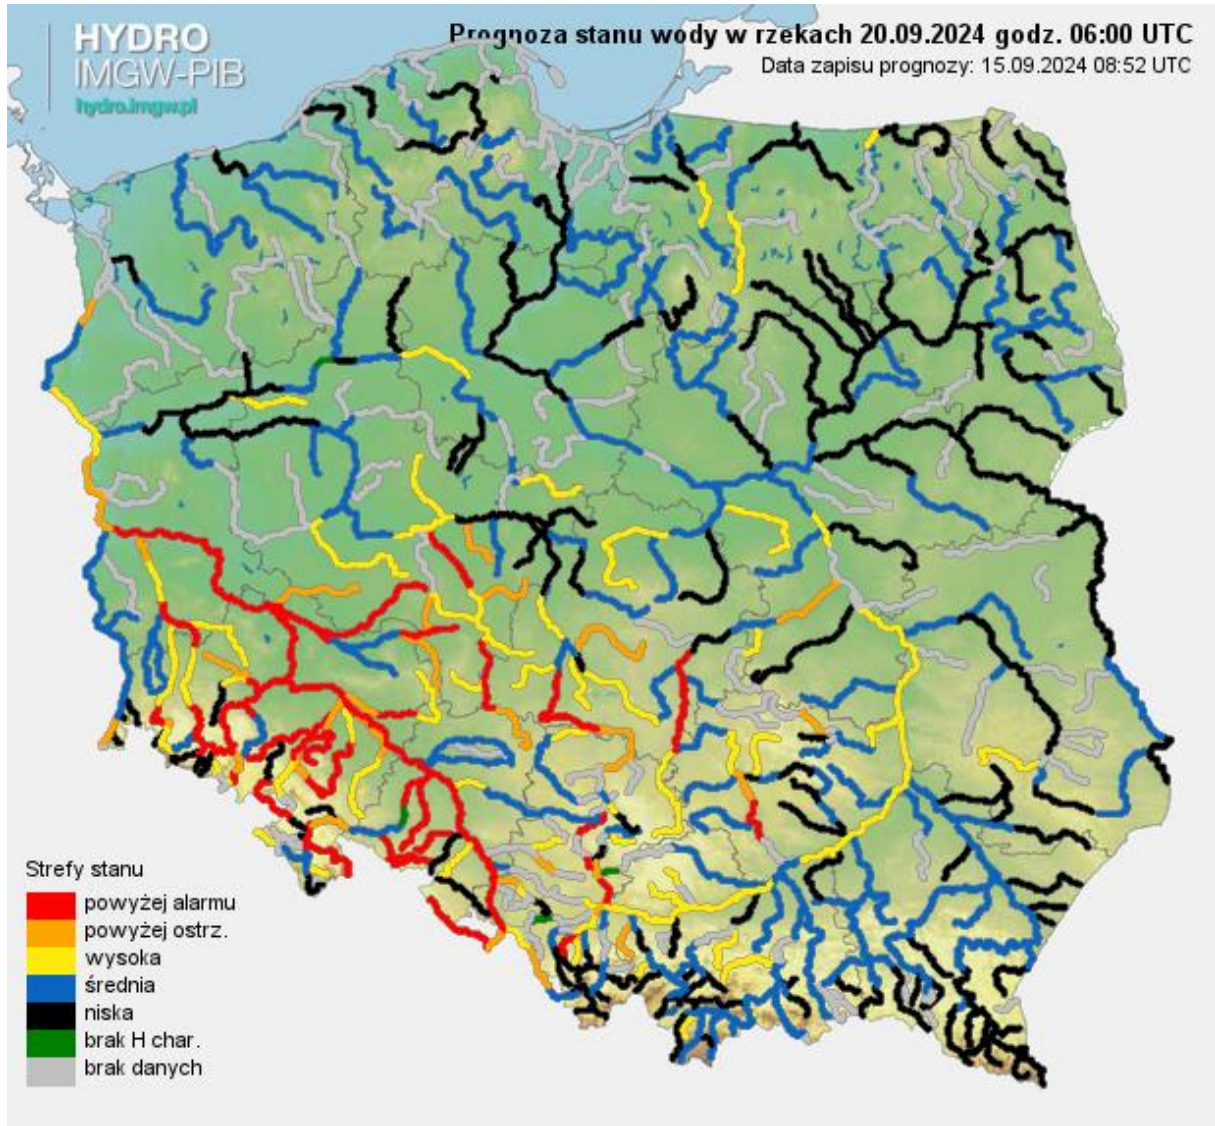 HYDRO
IMGW-PIB
hydro.imgw.pl
Prognoza stanu wody w rzekach 20.09.2024 godz. 06:00 UTC
Data zapisu prognozy: 15.09.2024 08:52 UTC
Strefy stanu
powyżej alarmu
powyżej ostrz.
wysoka
średnia
niska
brak H char.
brak danych